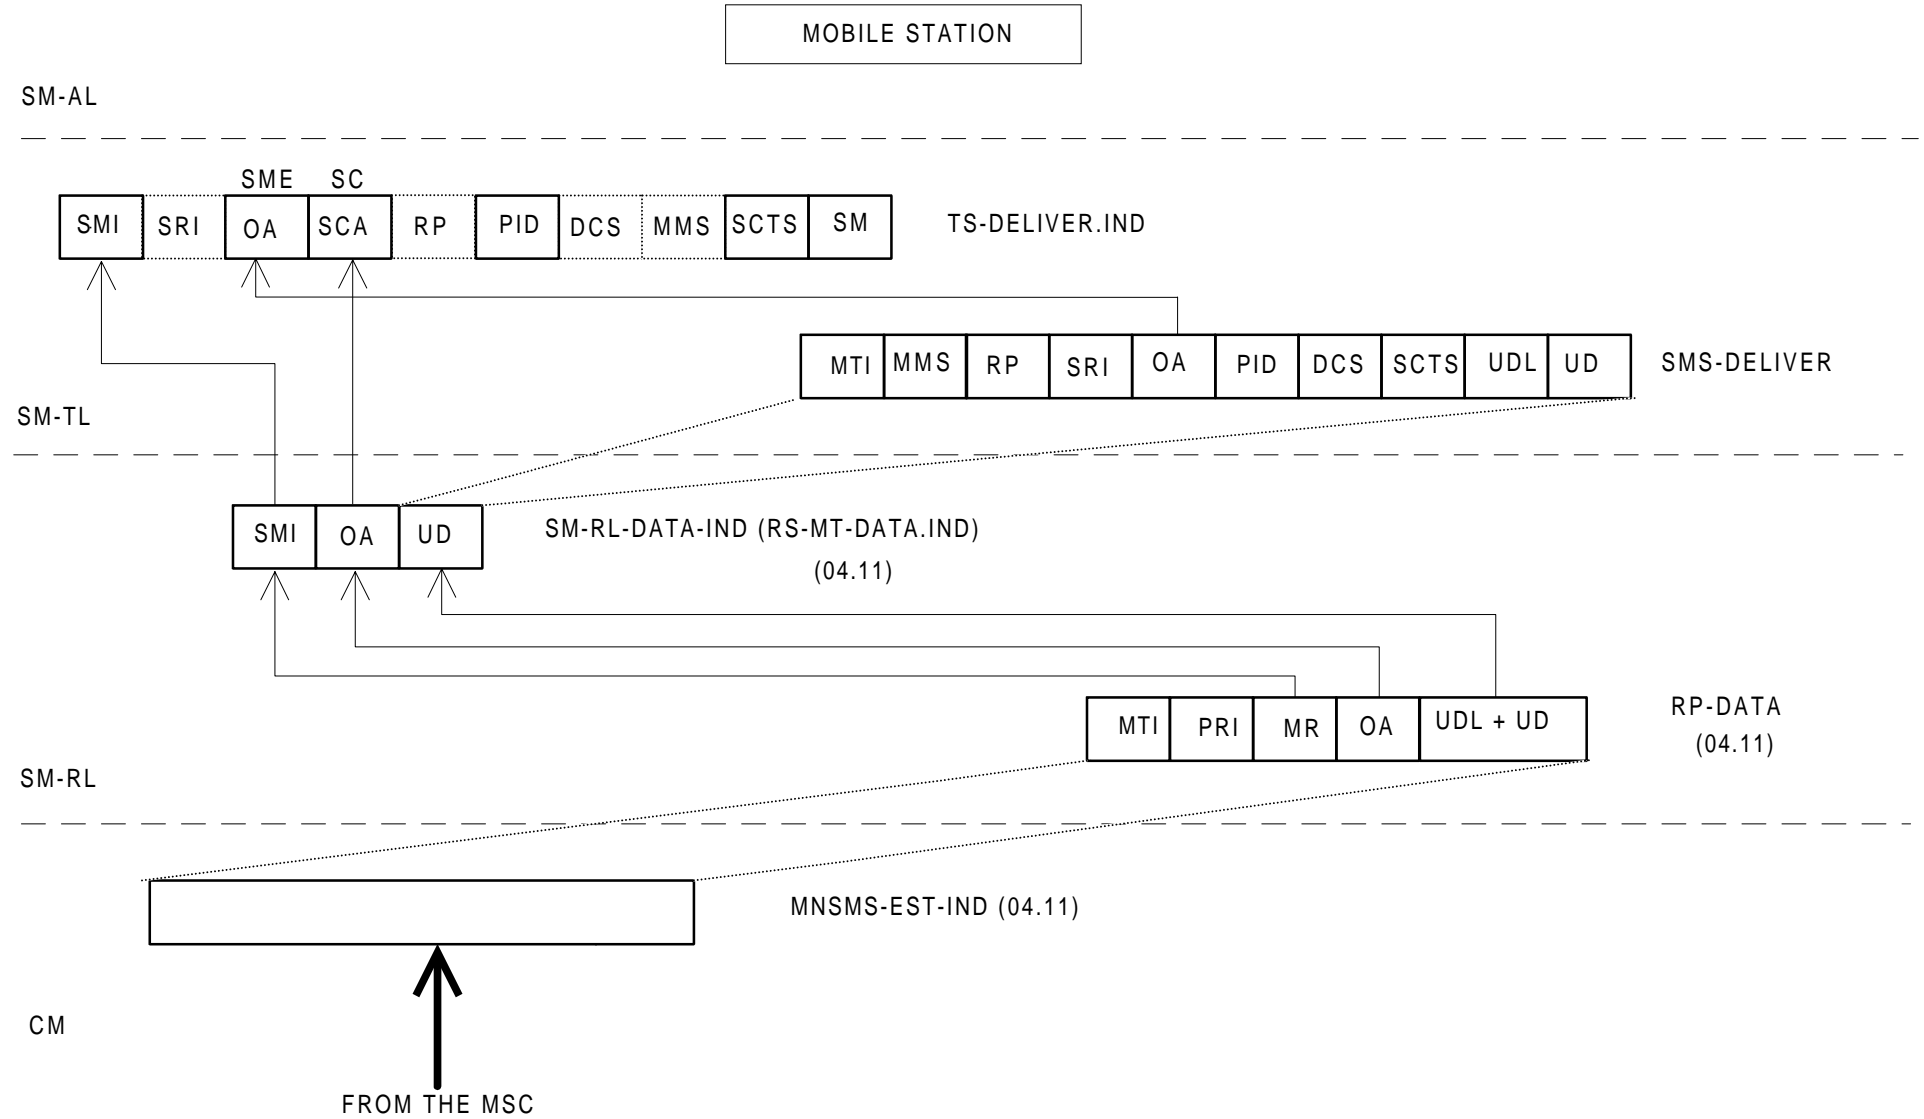 MOBILE STATION
SM-AL
SME SC
SMI SRI OA SCA RP PID DCS MMS SCTS SM TS-DELIVER.IND
MTI MMS RP SRI OA PID DCS SCTS UDL UD SMS-DELIVER
SM-TL
SMI OA UD SM-RL-DATA-IND (RS-MT-DATA.IND)
(04.11)
MTI PRI MR OA UDL + UD RP-DATA
(04.11)
SM-RL
MNSMS-EST-IND (04.11)
CM
FROM THE MSC